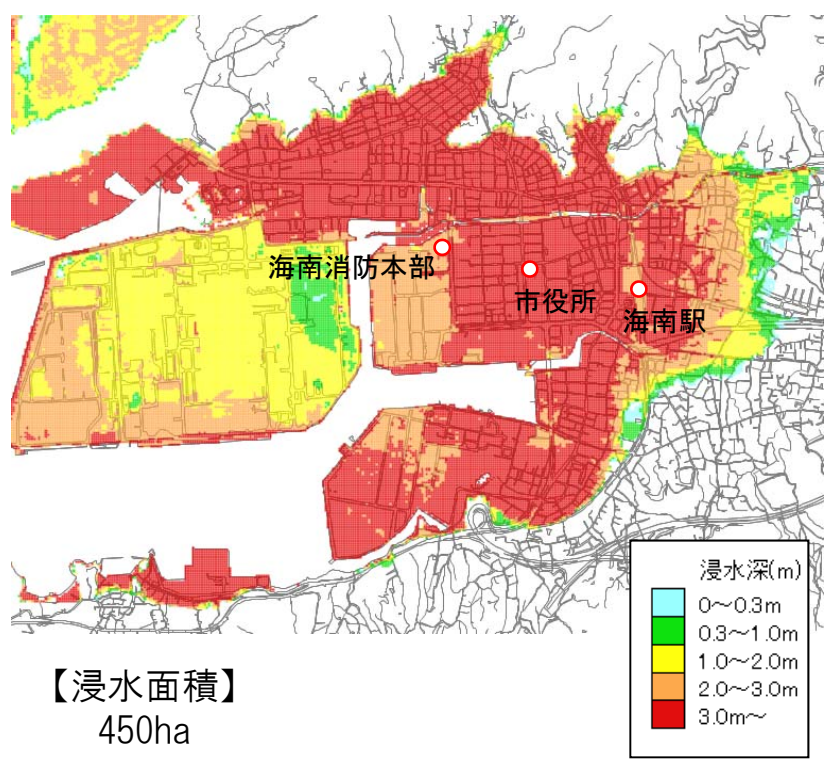 海南消防本部
市役所
海南駅
浸水深(m)
0～0.3m
0.3～1.0m
1.0～2.0m
2.0～3.0m
3.0m～
【浸水面積】
450ha